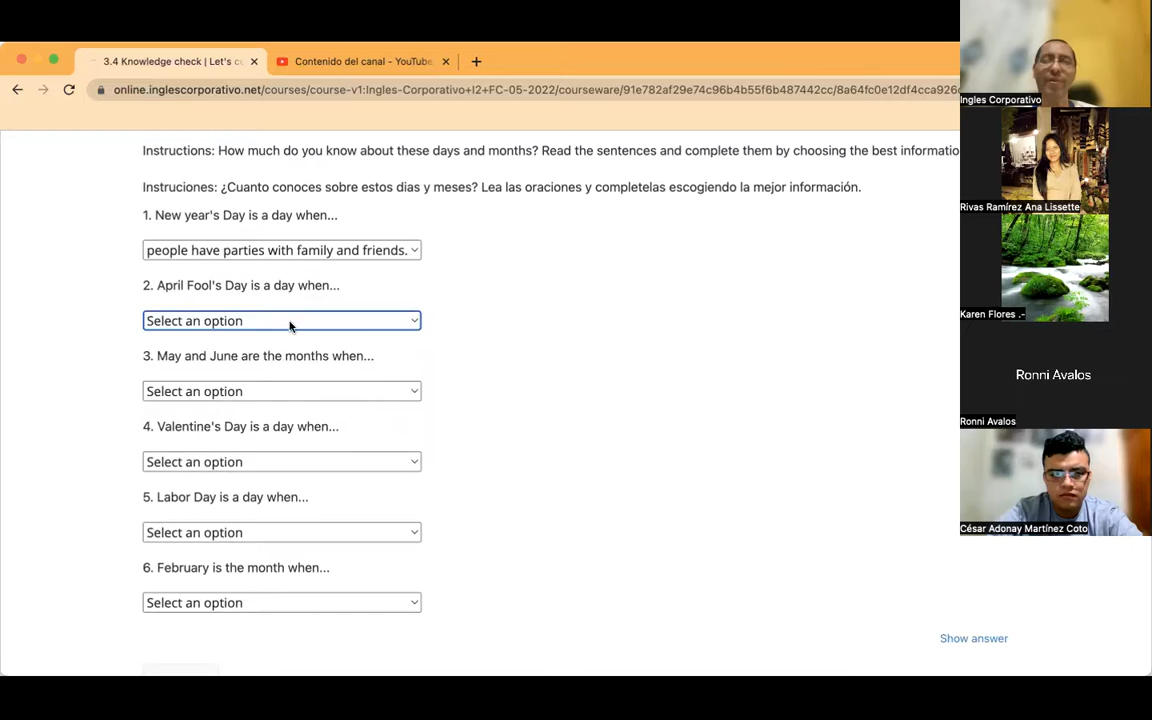 3.4 Knowledge check | Let's c
Contenido del canal - YouTube
online.inglescorporativo.net/courses/course-v1:Ingles-Corporativo+I2+FC-05-2022/courseware/91e782af29e74c96b4b55f6b487442cc/8a64fc0e12df4cca926
Instructions: How much do you know about these days and months? Read the sentences and complete them by choosing the best informatio
Instruciones: ¿Cuanto conoces sobre estos dias y meses? Lea las oraciones y completelas escogiendo la mejor información.
1. New year's Day is a day when...
people have parties with family and friends.
2. April Fool's Day is a day when...
Select an option
3. May and June are the months when...
Select an option
4. Valentine's Day is a day when...
Select an option
5. Labor Day is a day when...
Select an option
6. February is the month when...
Select an option
Show answer
Ingles Corporativo
Rivas Ramírez Ana Lissette
Karen Flores .-
Ronni Avalos
Ronni Avalos
César Adonay Martínez Coto